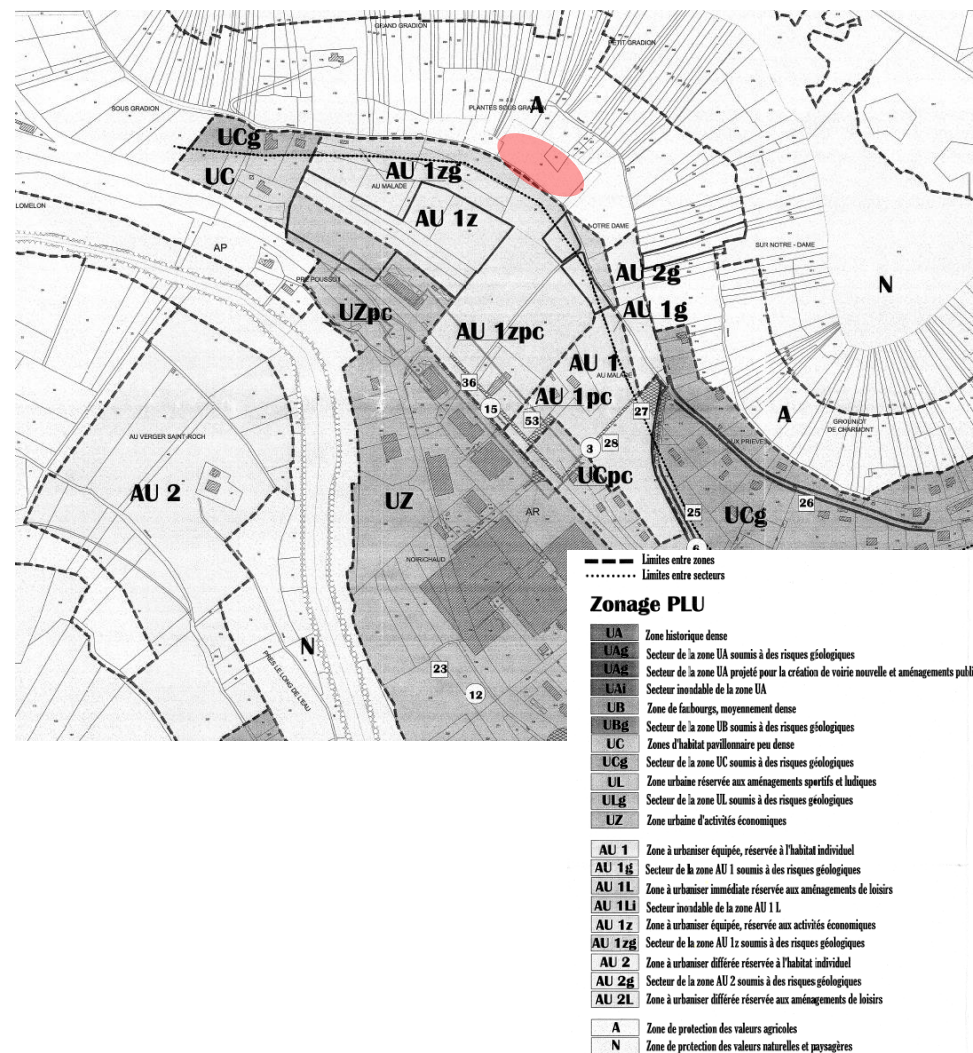 GRAND GRADION
PETIT GRADION
SOUS GRADION
PLANTES SOUS GRADION
A
UCg
UC
AU 1zg
AU MALADE
AU 1z
LOMELON
AP
A NOTRE DAME
SUR NOTRE - DAME
AU 2g
N
UZpc
AU 1g
AU 1zpc
AU 1
AU MALADE
36
AU 1pc
15
53
27
A
3
28
AU VERGER SAINT-ROCH
UCpc
AU 2
UZ
AR
25
26
UCg
6
NOIRICHAUD
N
23
12
PRES LE LONG DE L'EAU
Limites entre zones
Limites entre secteurs
Zonage PLU
UA Zone historique dense
UAg Secteur de la zone UA soumis à des risques géologiques
UAg Secteur de la zone UA projeté pour la création de voirie nouvelle et aménagements publi
UAi Secteur inondable de la zone UA
UB Zone de faubourgs, moyennement dense
UBg Secteur de la zone UB soumis à des risques géologiques
UC Zones d'habitat pavillonnaire peu dense
UCg Secteur de la zone UC soumis à des risques géologiques
UL Zone urbaine réservée aux aménagements sportifs et ludiques
ULg Secteur de la zone UL soumis à des risques géologiques
UZ Zone urbaine d'activités économiques
AU 1 Zone à urbaniser équipée, réservée à l'habitat individuel
AU 1g Secteur de la zone AU 1 soumis à des risques géologiques
AU 1L Zone à urbaniser immédiate réservée aux aménagements de loisirs
AU 1Li Secteur inondable de la zone AU 1 L
AU 1z Zone à urbaniser équipée, réservée aux activités économiques
AU 1zg Secteur de la zone AU 1z soumis à des risques géologiques
AU 2 Zone à urbaniser différée réservée à l'habitat individuel
AU 2g Secteur de la zone AU 2 soumis à des risques géologiques
AU 2L Zone à urbaniser différée réservée aux aménagements de loisirs
A Zone de protection des valeurs agricoles
N Zone de protection des valeurs naturelles et paysagères